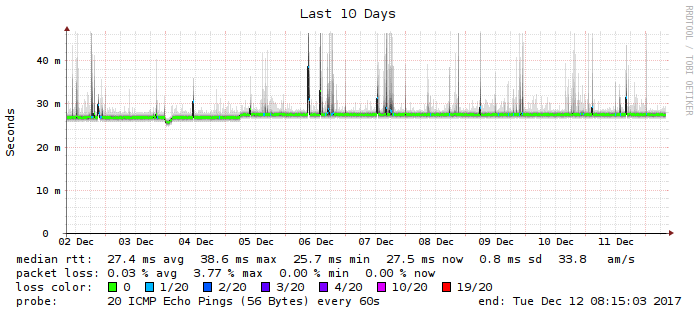 Last 10 Days
RRDTOOL / TOBI OETIKER
Seconds
40 m
30 m
20 m
10 m
0
02 Dec 03 Dec 04 Dec 05 Dec 06 Dec 07 Dec 08 Dec 09 Dec 10 Dec 11 Dec
median rtt: 27.4 ms avg 38.6 ms max 25.7 ms min 27.5 ms now 0.8 ms sd 33.8 am/s
packet loss: 0.03 % avg 3.77 % max 0.00 % min 0.00 % now
loss color: 0 1/20 2/20 3/20 4/20 10/20 19/20
probe: 20 ICMP Echo Pings (56 Bytes) every 60s end: Tue Dec 12 08:15:03 2017